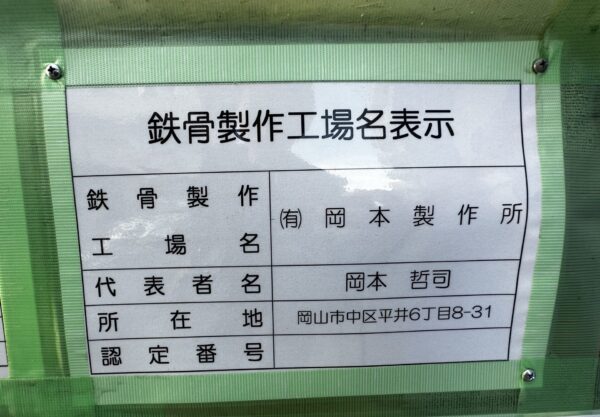 鉄骨製作工場名表示
鉄骨製作
工場名
㈲岡本製作所
代表者名
岡本 哲司
所在地
岡山市中区平井6丁目8-31
認定番号